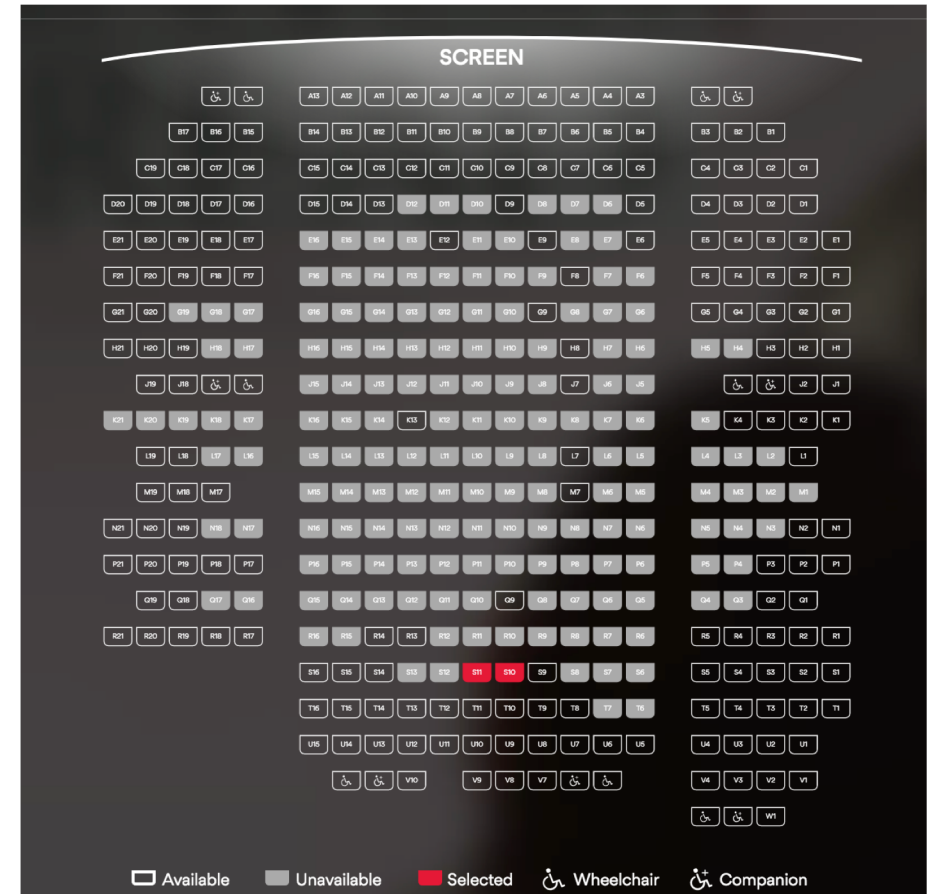 SCREEN
A13 A12 A11 A10 A9 A8 A7 A6 A5 A4 A3
B17 B16 B15 B14 B13 B12 B11 B10 B9 B8 B7 B6 B5 B4 B3 B2 B1
C19 C18 C17 C16 C15 C14 C13 C12 C11 C10 C9 C8 C7 C6 C5 C4 C3 C2 C1
D20 D19 D18 D17 D16 D15 D14 D13 D12 D11 D10 D9 D8 D7 D6 D5 D4 D3 D2 D1
E21 E20 E19 E18 E17 E16 E15 E14 E13 E12 E11 E10 E9 E8 E7 E6 E5 E4 E3 E2 E1
F21 F20 F19 F18 F17 F16 F15 F14 F13 F12 F11 F10 F9 F8 F7 F6 F5 F4 F3 F2 F1
G21 G20 G19 G18 G17 G16 G15 G14 G13 G12 G11 G10 G9 G8 G7 G6 G5 G4 G3 G2 G1
H21 H20 H19 H18 H17 H16 H15 H14 H13 H12 H11 H10 H9 H8 H7 H6 H5 H4 H3 H2 H1
J19 J18 J15 J14 J13 J12 J11 J10 J9 J8 J7 J6 J5 J2 J1
K21 K20 K19 K18 K17 K16 K15 K14 K13 K12 K11 K10 K9 K8 K7 K6 K5 K4 K3 K2 K1
L19 L18 L17 L16 L15 L14 L13 L12 L11 L10 L9 L8 L7 L6 L5 L4 L3 L2 L1
M19 M18 M17 M15 M14 M13 M12 M11 M10 M9 M8 M7 M6 M5 M4 M3 M2 M1
N21 N20 N19 N18 N17 N16 N15 N14 N13 N12 N11 N10 N9 N8 N7 N6 N5 N4 N3 N2 N1
P21 P20 P19 P18 P17 P16 P15 P14 P13 P12 P11 P10 P9 P8 P7 P6 P5 P4 P3 P2 P1
Q19 Q18 Q17 Q16 Q15 Q14 Q13 Q12 Q11 Q10 Q9 Q8 Q7 Q6 Q5 Q4 Q3 Q2 Q1
R21 R20 R19 R18 R17 R16 R15 R14 R13 R12 R11 R10 R9 R8 R7 R6 R5 R4 R3 R2 R1
S16 S15 S14 S13 S12 S11 S10 S9 S8 S7 S6 S5 S4 S3 S2 S1
T16 T15 T14 T13 T12 T11 T10 T9 T8 T7 T6 T5 T4 T3 T2 T1
U15 U14 U13 U12 U11 U10 U9 U8 U7 U6 U5 U4 U3 U2 U1
V10 V9 V8 V7 V4 V3 V2 V1
W1
Available Unavailable Selected Wheelchair Companion